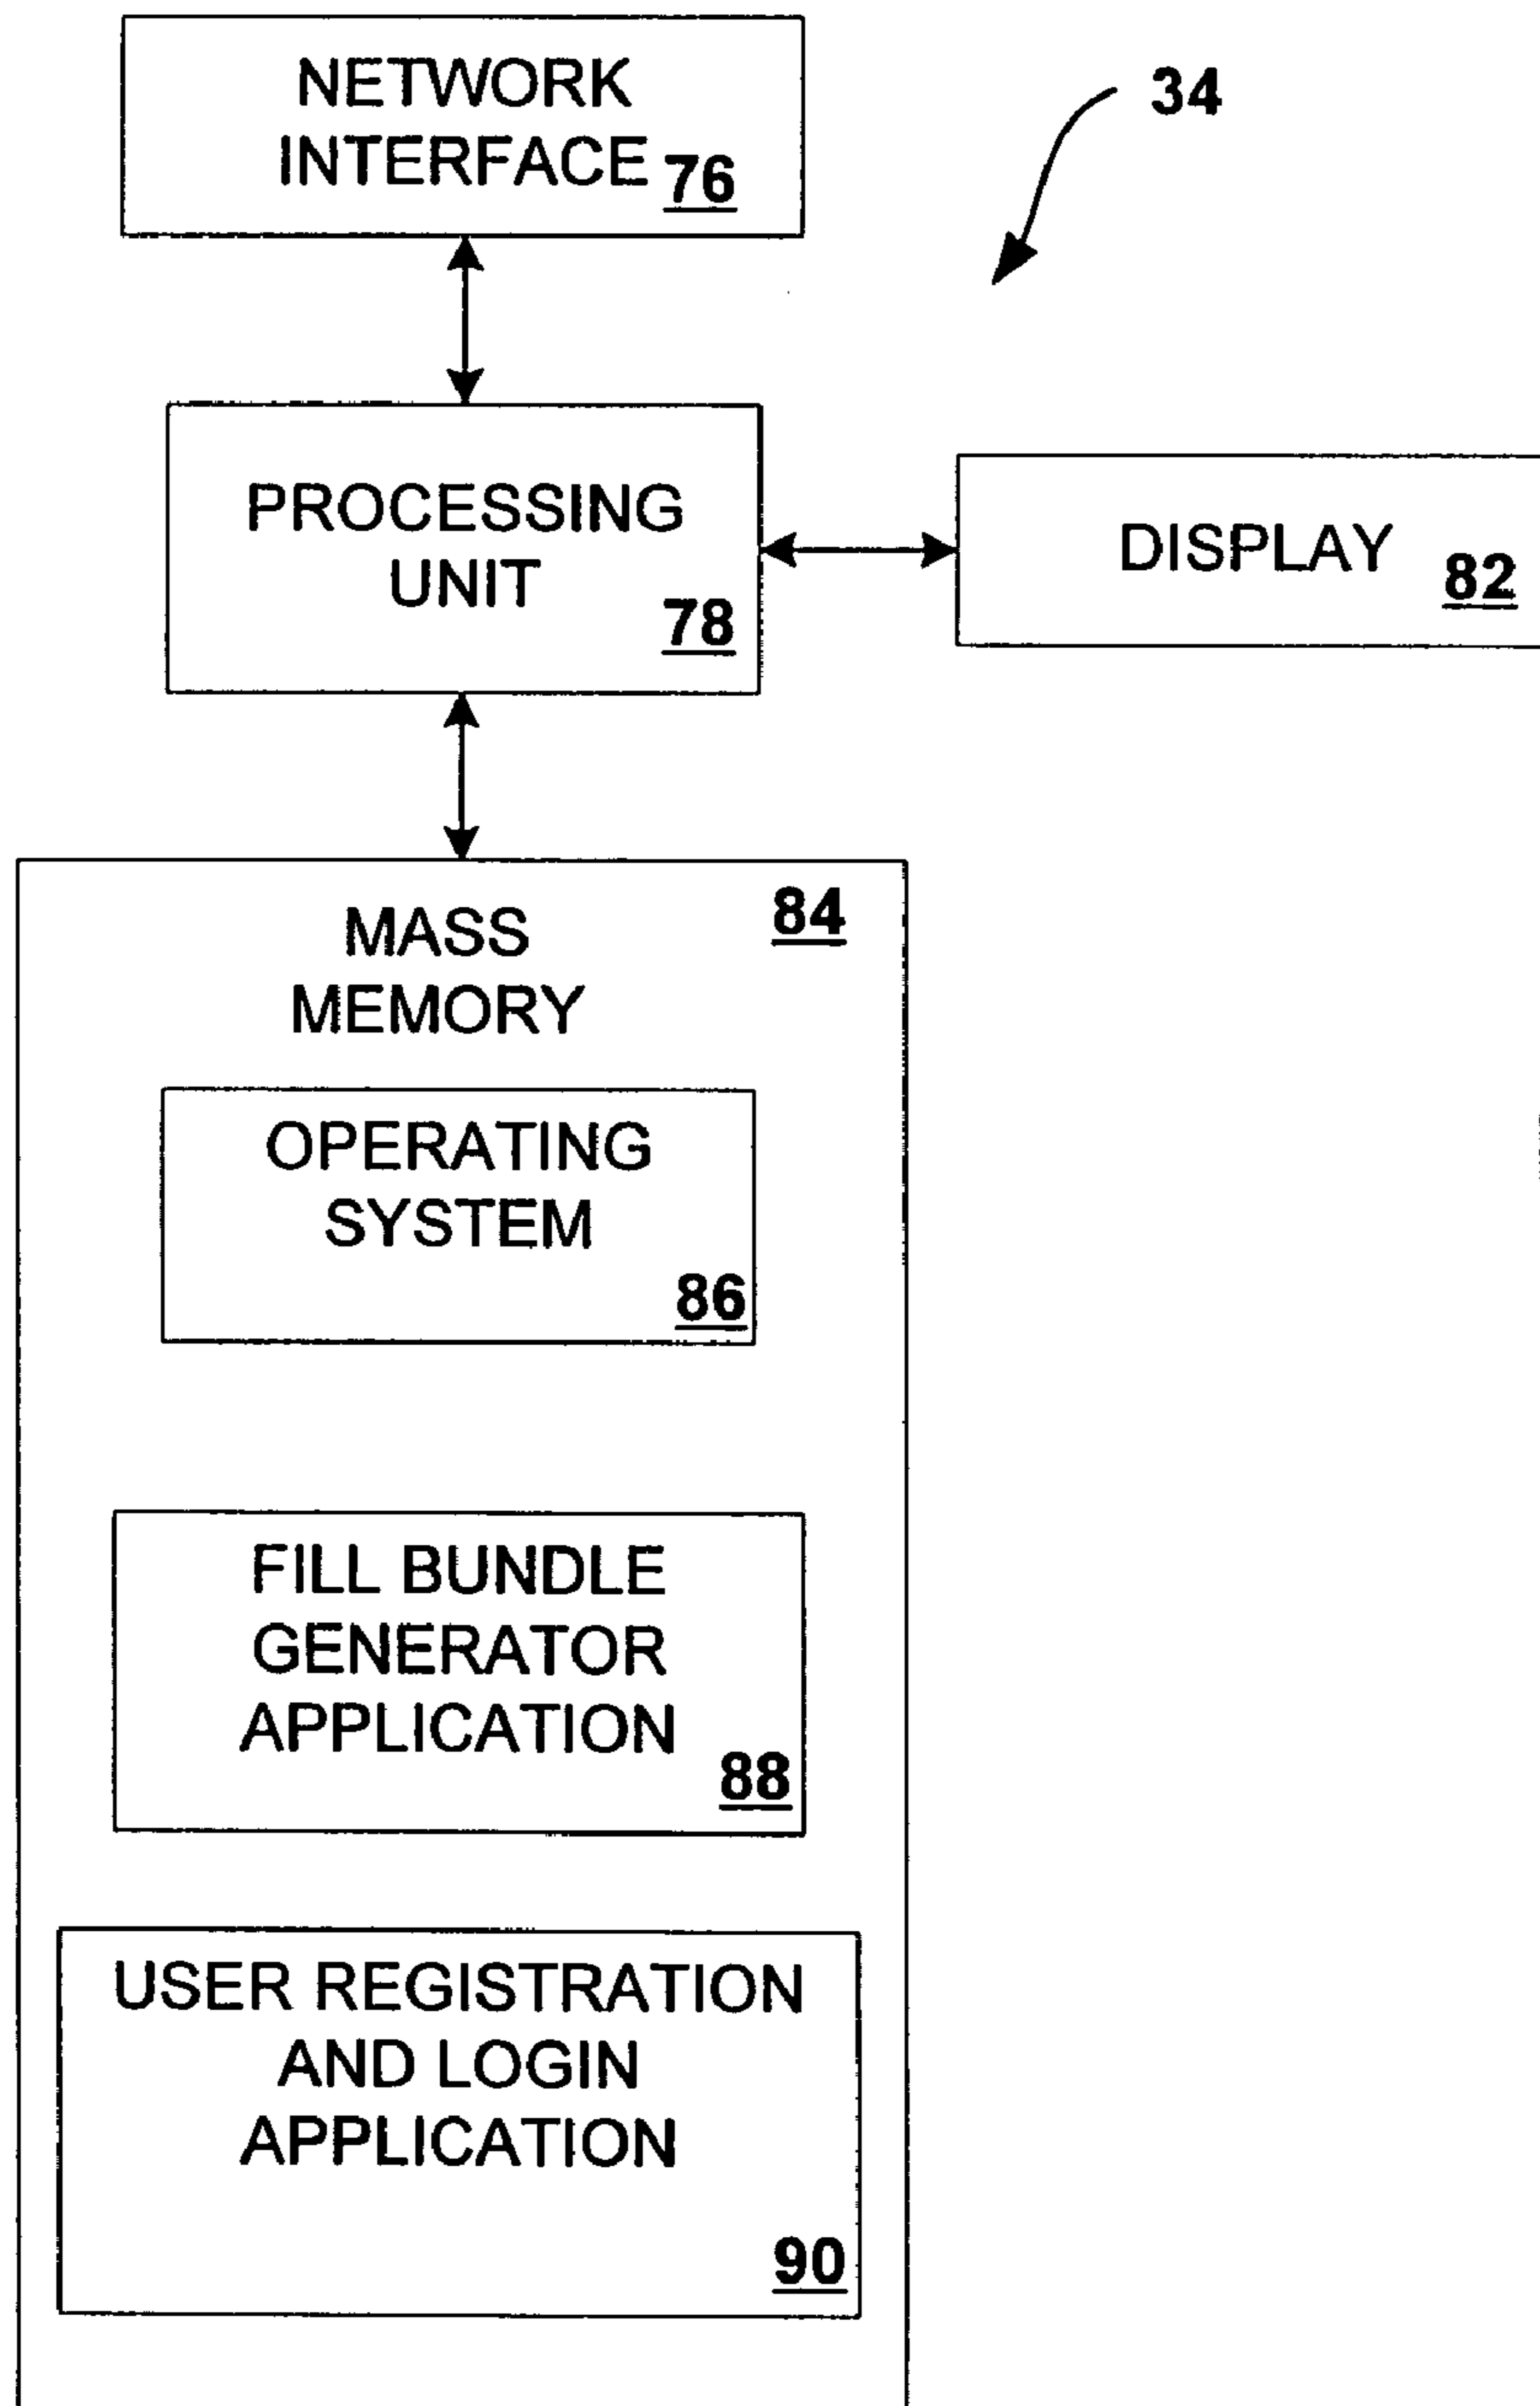 NETWORK
INTERFACE 76
34
PROCESSING
UNIT
78
DISPLAY
82
MASS
MEMORY
84
OPERATING
SYSTEM
86
FILL BUNDLE
GENERATOR
APPLICATION
88
USER REGISTRATION
AND LOGIN
APPLICATION
90